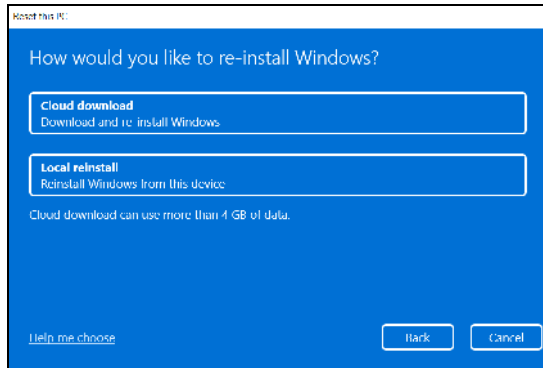 Reset this PC
How would you like to re-install Windows?
Cloud download
Download and re-install Windows
Local reinstall
Reinstall Windows from this device
Cloud download can use more than 4 GB of data.
Help me choose
Back
Cancel